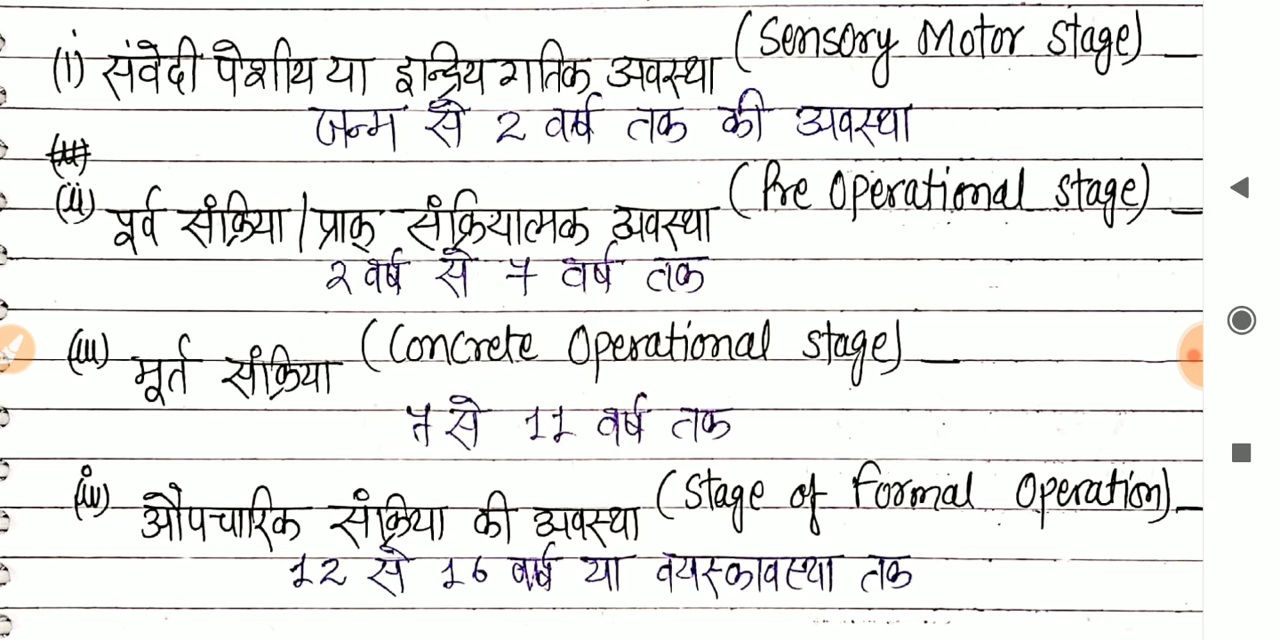 (i) संवेदी पेशीय या इन्द्रिय गतिक अवस्था (Sensory Motor Stage) —
जन्म से 2 वर्ष तक की अवस्था
(ii) पूर्व संक्रिया / प्राक् संक्रियात्मक अवस्था (Pre Operational Stage) —
2 वर्ष से 7 वर्ष तक
(iii) मूर्त संक्रिया (Concrete Operational Stage) —
7 से 11 वर्ष तक
(iv) औपचारिक संक्रिया की अवस्था (Stage of Formal Operation) —
12 से 16 वर्ष या वयस्कावस्था तक